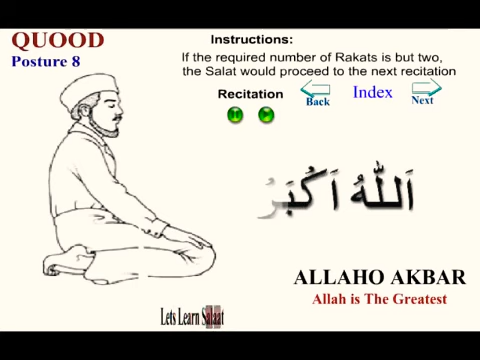 QUOOD
Posture 8
Instructions:
If the required number of Rakats is but two,
the Salat would proceed to the next recitation
Recitation
Back
Index
Next
اَللّٰهُ اَكْبَرُ
ALLAHO AKBAR
Allah is The Greatest
Lets Learn Salaat